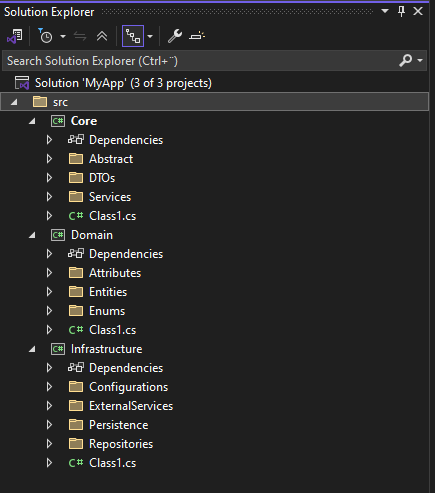 Solution Explorer
Search Solution Explorer (Ctrl+¨)
Solution 'MyApp' (3 of 3 projects)
src
C# Core
Dependencies
Abstract
DTOs
Services
C# Class1.cs
C# Domain
Dependencies
Attributes
Entities
Enums
C# Class1.cs
C# Infrastructure
Dependencies
Configurations
ExternalServices
Persistence
Repositories
C# Class1.cs